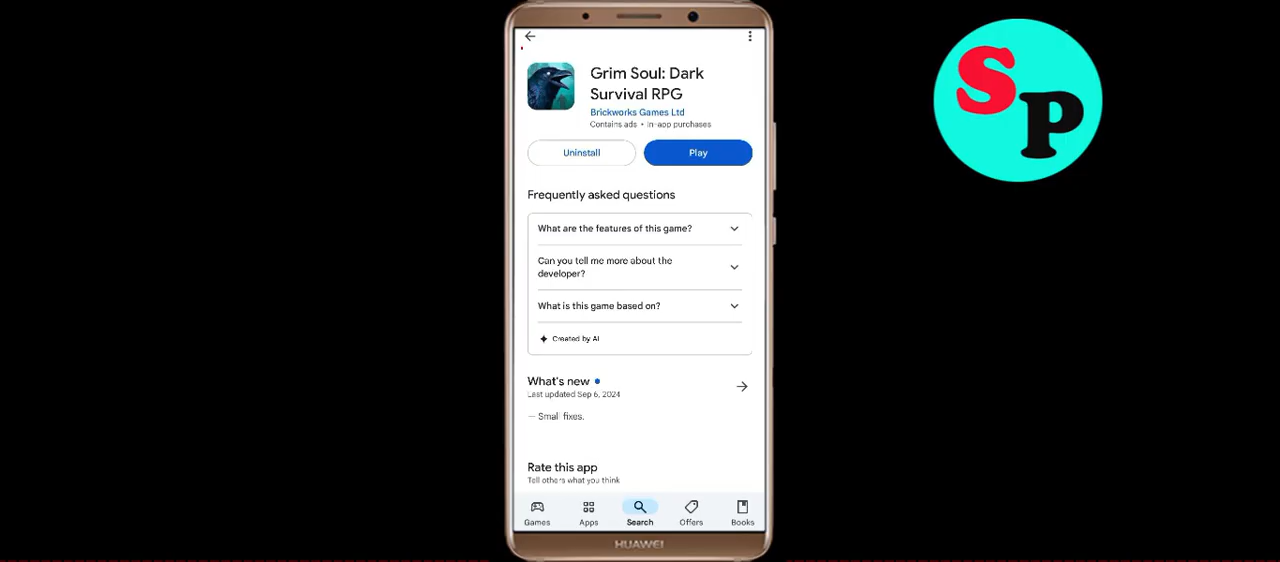 Grim Soul: Dark
Survival RPG
Brickworks Games Ltd
Contains ads • In-app purchases
Uninstall
Play
Frequently asked questions
What are the features of this game?
Can you tell me more about the
developer?
What is this game based on?
Created by AI
What's new
Last updated Sep 6, 2024
— Small fixes.
Rate this app
Tell others what you think
Games
Apps
Search
Offers
Books
HUAWEI
SP